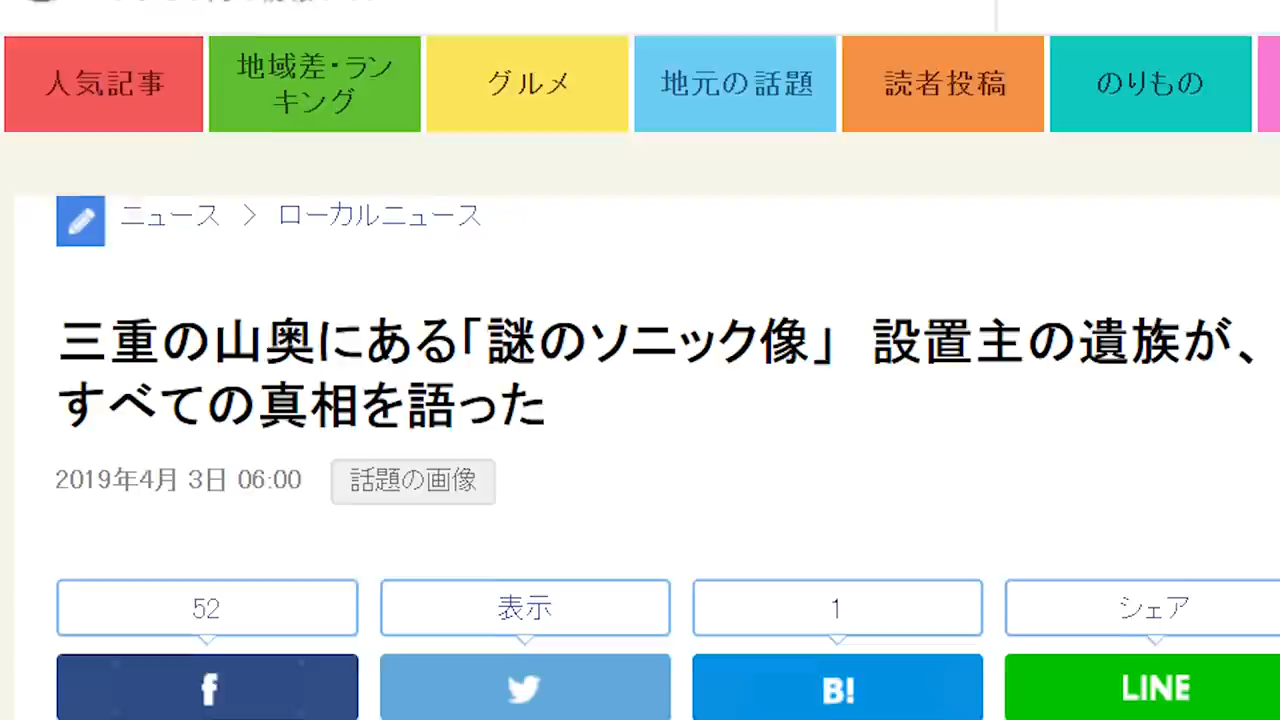 人気記事
地域差・ラン
キング
グルメ
地元の話題
読者投稿
のりもの
ニュース > ローカルニュース
三重の山奥にある「謎のソニック像」 設置主の遺族が、
すべての真相を語った
2019年4月 3日 06:00
話題の画像
52
表示
1
シェア
f
B!
LINE